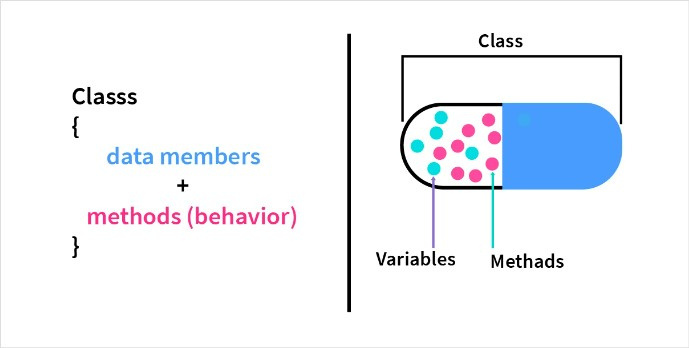 Classs
{
data members
+
methods (behavior)
}
Class
Variables
Methads